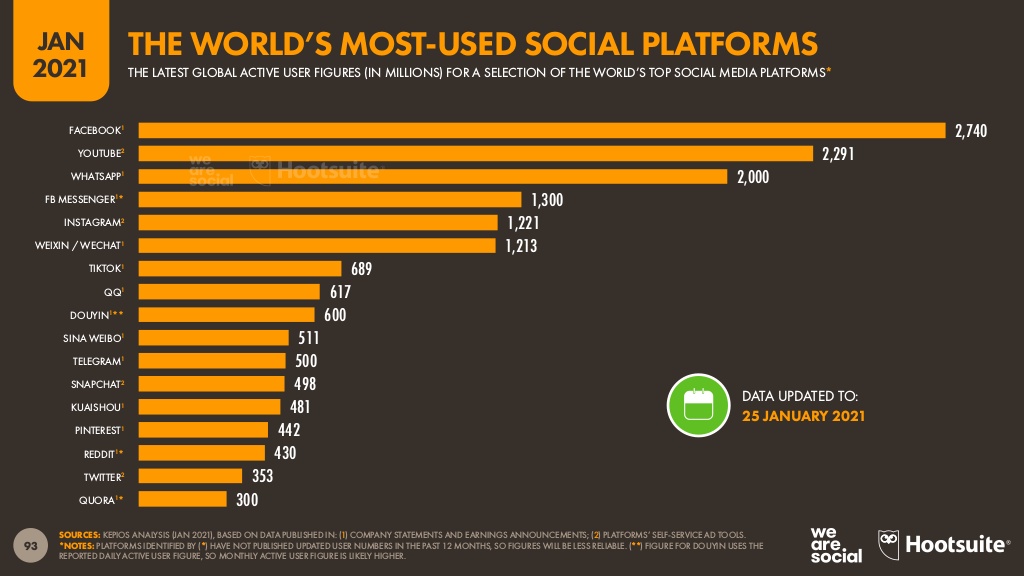 JAN
2021
THE WORLD'S MOST-USED SOCIAL PLATFORMS
THE LATEST GLOBAL ACTIVE USER FIGURES (IN MILLIONS) FOR A SELECTION OF THE WORLD'S TOP SOCIAL MEDIA PLATFORMS*
FACEBOOK¹ 2,740
YOUTUBE² 2,291
WHATSAPP¹ 2,000
FB MESSENGER¹* 1,300
INSTAGRAM² 1,221
WEIXIN / WECHAT¹ 1,213
TIKTOK¹ 689
QQ¹ 617
DOUYIN¹** 600
SINA WEIBO¹ 511
TELEGRAM¹ 500
SNAPCHAT² 498
KUAISHOU¹ 481
PINTEREST¹ 442
REDDIT¹* 430
TWITTER² 353
QUORA¹* 300
we
are
social
Hootsuite®
DATA UPDATED TO:
25 JANUARY 2021
93
SOURCES: KEPIOS ANALYSIS (JAN 2021), BASED ON DATA PUBLISHED IN: (1) COMPANY STATEMENTS AND EARNINGS ANNOUNCEMENTS; (2) PLATFORMS' SELF-SERVICE AD TOOLS.
*NOTES: PLATFORMS IDENTIFIED BY (*) HAVE NOT PUBLISHED UPDATED USER NUMBERS IN THE PAST 12 MONTHS, SO FIGURES WILL BE LESS RELIABLE. (**) FIGURE FOR DOUYIN USES THE
REPORTED DAILY ACTIVE USER FIGURE, SO MONTHLY ACTIVE USER FIGURE IS LIKELY HIGHER.
we
are
social
Hootsuite®